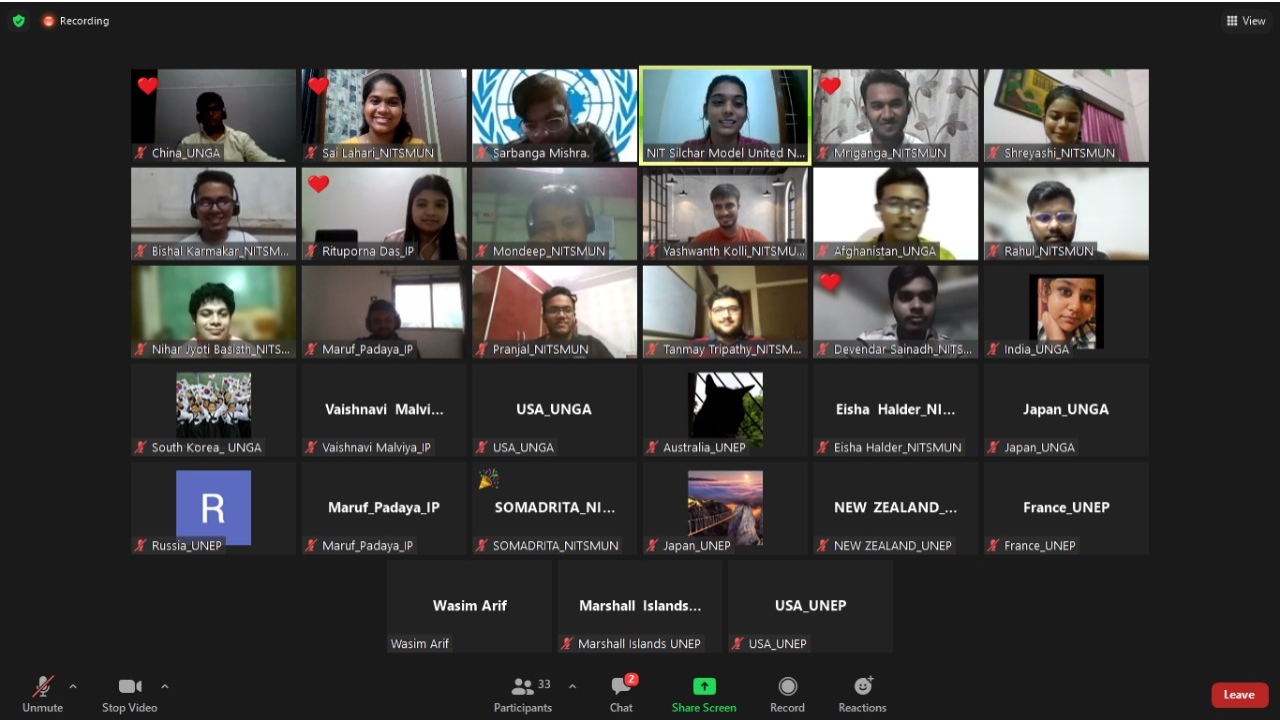 Recording
View
China_UNGA
Sai Lahari_NITSMUN
Sarbanga Mishra.
NIT Silchar Model United N...
Mriganga_NITSMUN
Shreyashi_NITSMUN
Bishal Karmakar_NITSM...
Rituporna Das_IP
Mondeep_NITSMUN
Yashwanth Kolli_NITSMU...
Afghanistan_UNGA
Rahul_NITSMUN
Nihar Jyoti Basisth_NITS...
Maruf_Padaya_IP
Pranjal_NITSMUN
Tanmay Tripathy_NITSM...
Devendar Sainadh_NITS...
India_UNGA
South Korea_ UNGA
Vaishnavi Malvi...
Vaishnavi Malviya_IP
USA_UNGA
USA_UNGA
Australia_UNEP
Eisha Halder_NI...
Eisha Halder_NITSMUN
Japan_UNGA
Japan_UNGA
R
Russia_UNEP
Maruf_Padaya_IP
Maruf_Padaya_IP
SOMADRITA_NI...
SOMADRITA_NITSMUN
Japan_UNEP
NEW ZEALAND_...
NEW ZEALAND_UNEP
France_UNEP
France_UNEP
Wasim Arif
Wasim Arif
Marshall Islands...
Marshall Islands UNEP
USA_UNEP
USA_UNEP
Unmute
Stop Video
33
Participants
2
Chat
Share Screen
Record
Reactions
Leave